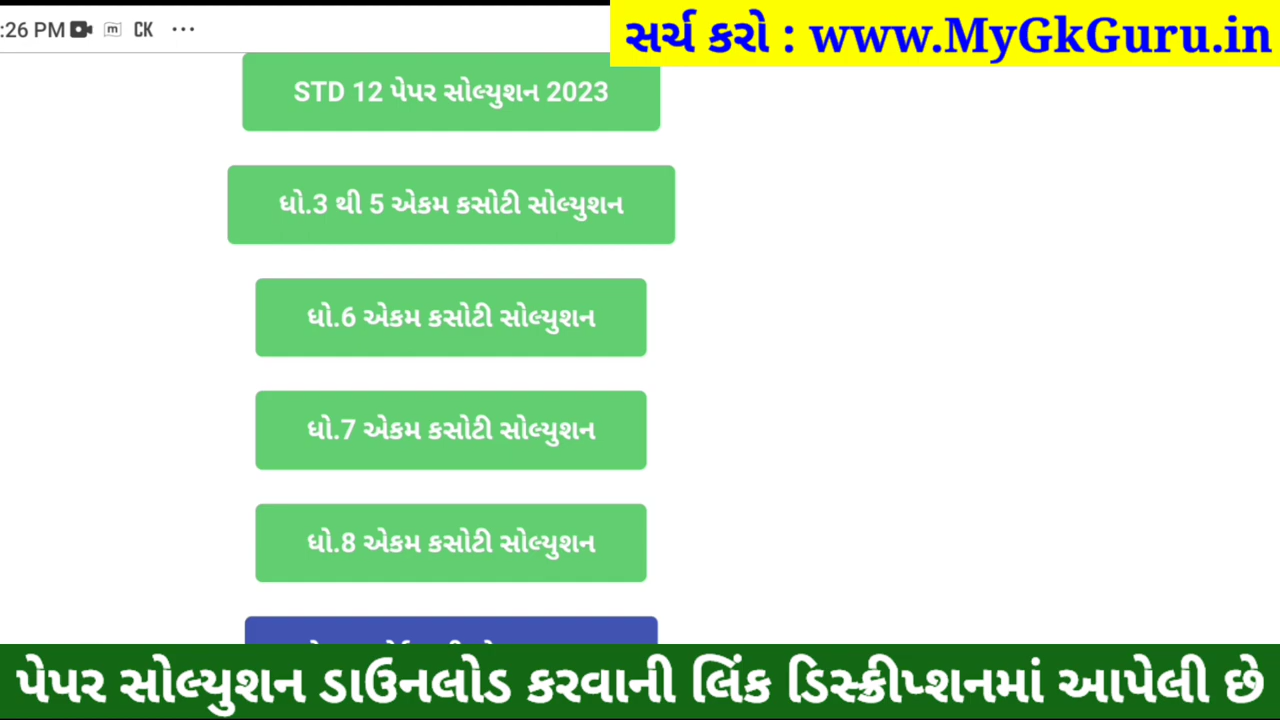 :26 PM m CK ...
સર્ચ કરો : www.MyGkGuru.in
STD 12 પેપર સોલ્યુશન 2023
ધો.3 થી 5 એકમ કસોટી સોલ્યુશન
ધો.6 એકમ કસોટી સોલ્યુશન
ધો.7 એકમ કસોટી સોલ્યુશન
ધો.8 એકમ કસોટી સોલ્યુશન
પેપર સોલ્યુશન ડાઉનલોડ કરવાની લિંક ડિસ્ક્રીપ્શનમાં આપેલી છે